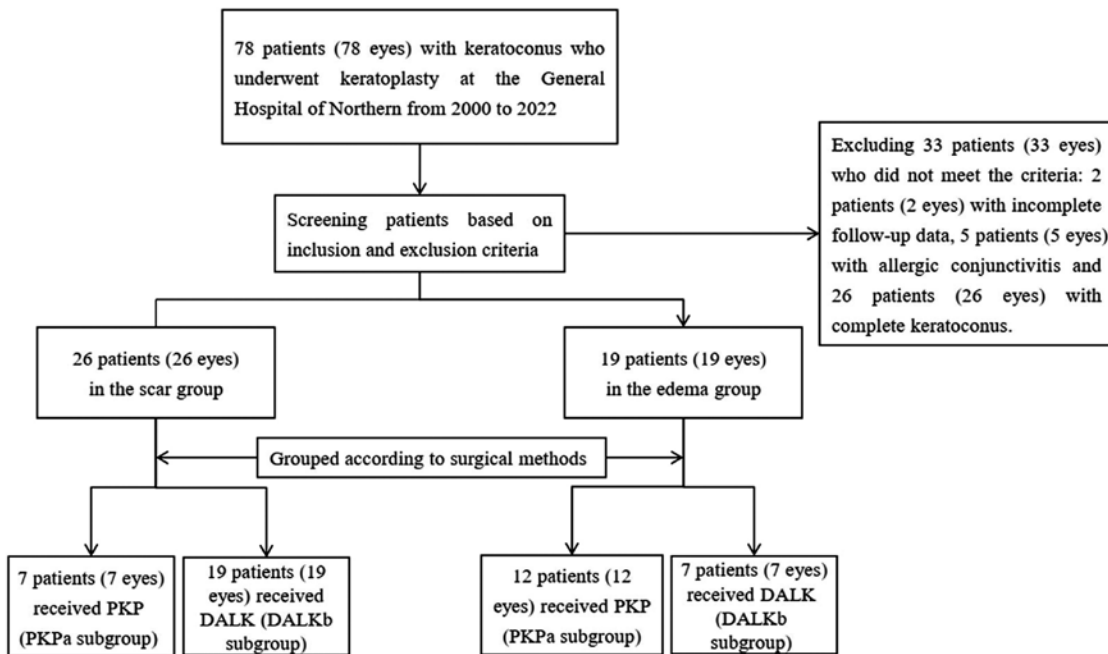 78 patients (78 eyes) with keratoconus who
underwent keratoplasty at the General
Hospital of Northern from 2000 to 2022
Excluding 33 patients (33 eyes)
who did not meet the criteria: 2
patients (2 eyes) with incomplete
follow-up data, 5 patients (5 eyes)
with allergic conjunctivitis and
26 patients (26 eyes) with
complete keratoconus.
Screening patients based on
inclusion and exclusion criteria
26 patients (26 eyes)
in the scar group
19 patients (19 eyes)
in the edema group
Grouped according to surgical methods
7 patients (7 eyes)
received PKP
(PKPa subgroup)
19 patients (19
eyes) received
DALK (DALKb
subgroup)
12 patients (12
eyes) received PKP
(PKPa subgroup)
7 patients (7 eyes)
received DALK
(DALKb
subgroup)